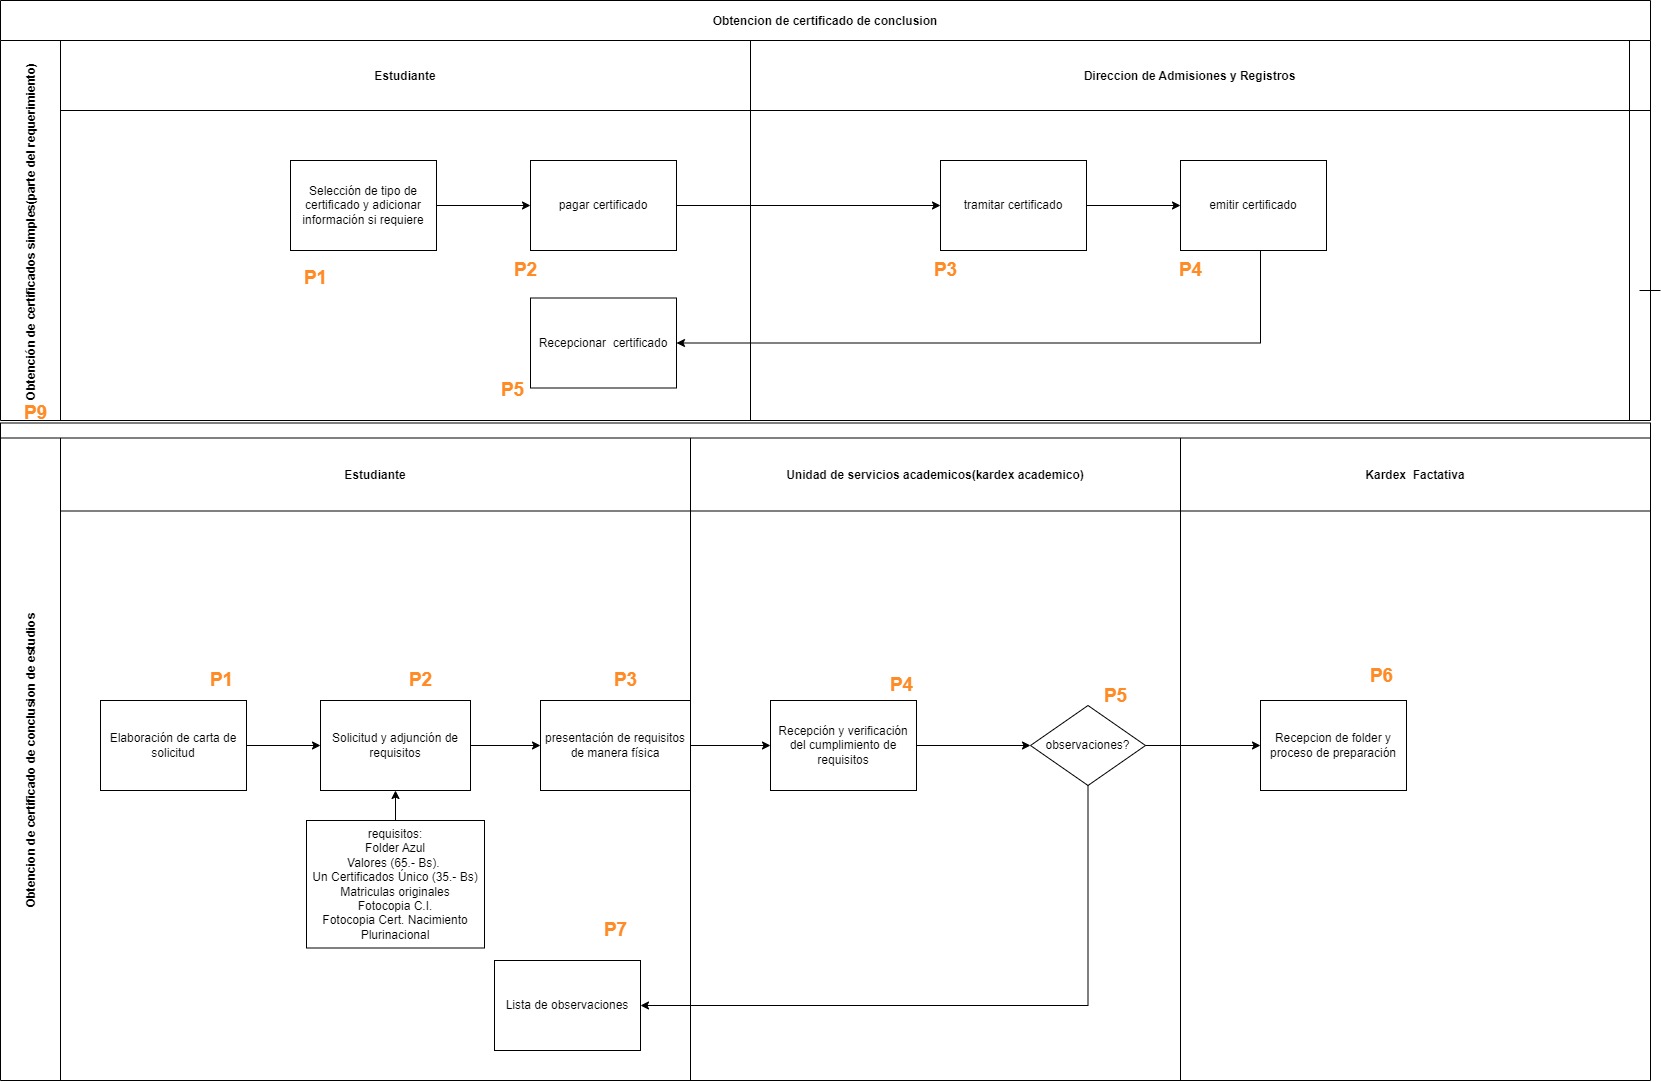 Obtencion de certificado de conclusion
Obtención de certificados simples(parte del requerimiento)
P9
Estudiante
Direccion de Admisiones y Registros
Selección de tipo de
certificado y adicionar
información si requiere
P1
pagar certificado
P2
tramitar certificado
P3
emitir certificado
P4
Recepcionar certificado
P5
Obtencion de certificado de conclusion de estudios
Estudiante
Unidad de servicios academicos(kardex academico)
Kardex Factativa
P1
Elaboración de carta de
solicitud
P2
Solicitud y adjunción de
requisitos
P3
presentación de requisitos
de manera física
P4
Recepción y verificación
del cumplimiento de
requisitos
P5
observaciones?
P6
Recepcion de folder y
proceso de preparación
requisitos:
Folder Azul
Valores (65.- Bs).
Un Certificados Único (35.- Bs)
Matriculas originales
Fotocopia C.I.
Fotocopia Cert. Nacimiento
Plurinacional
P7
Lista de observaciones